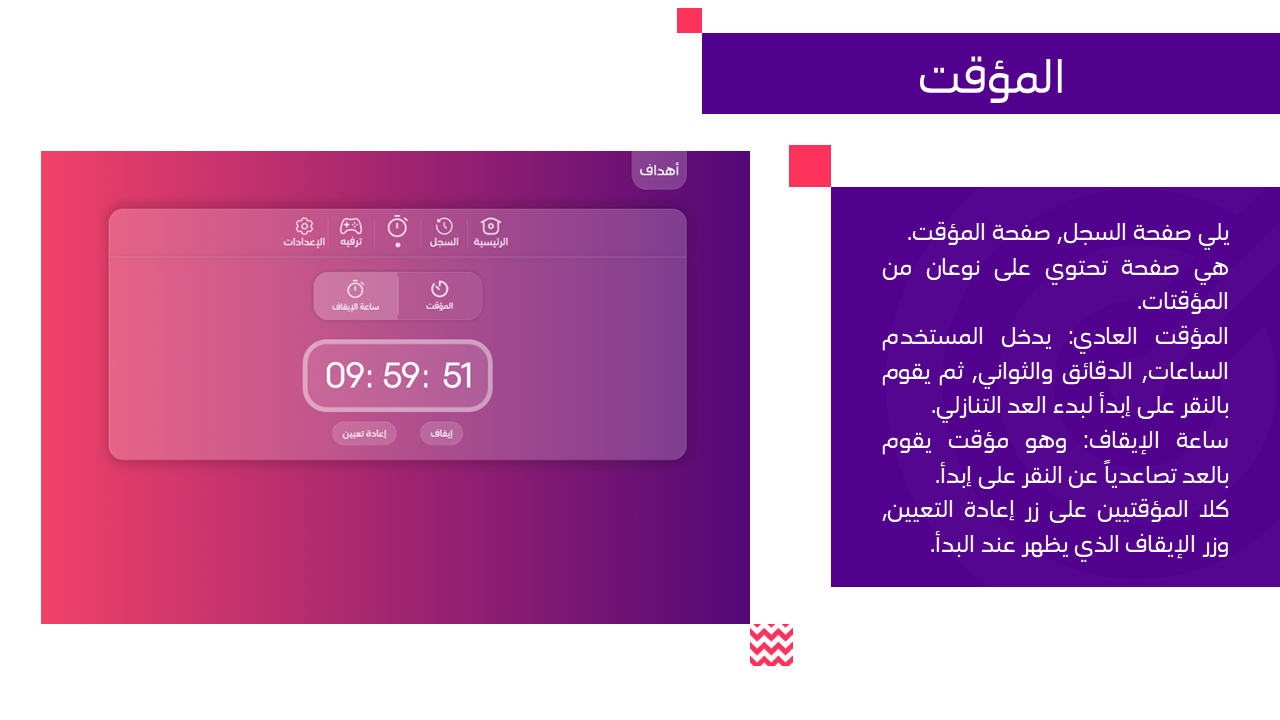 المؤقت
أهداف
الرئيسية
السجل
ترفيه
الإعدادات
المؤقت
ساعة الإيقاف
09: 59: 51
إيقاف
إعادة تعيين
يلي صفحة السجل, صفحة المؤقت.
هي صفحة تحتوي على نوعان من
المؤقتات.
المؤقت العادي: يدخل المستخدم
الساعات, الدقائق والثواني, ثم يقوم
بالنقر على إبدأ لبدء العد التنازلي.
ساعة الإيقاف: وهو مؤقت يقوم
بالعد تصاعدياً عن النقر على إبدأ.
كلا المؤقتيين على زر إعادة التعيين,
وزر الإيقاف الذي يظهر عند البدأ.